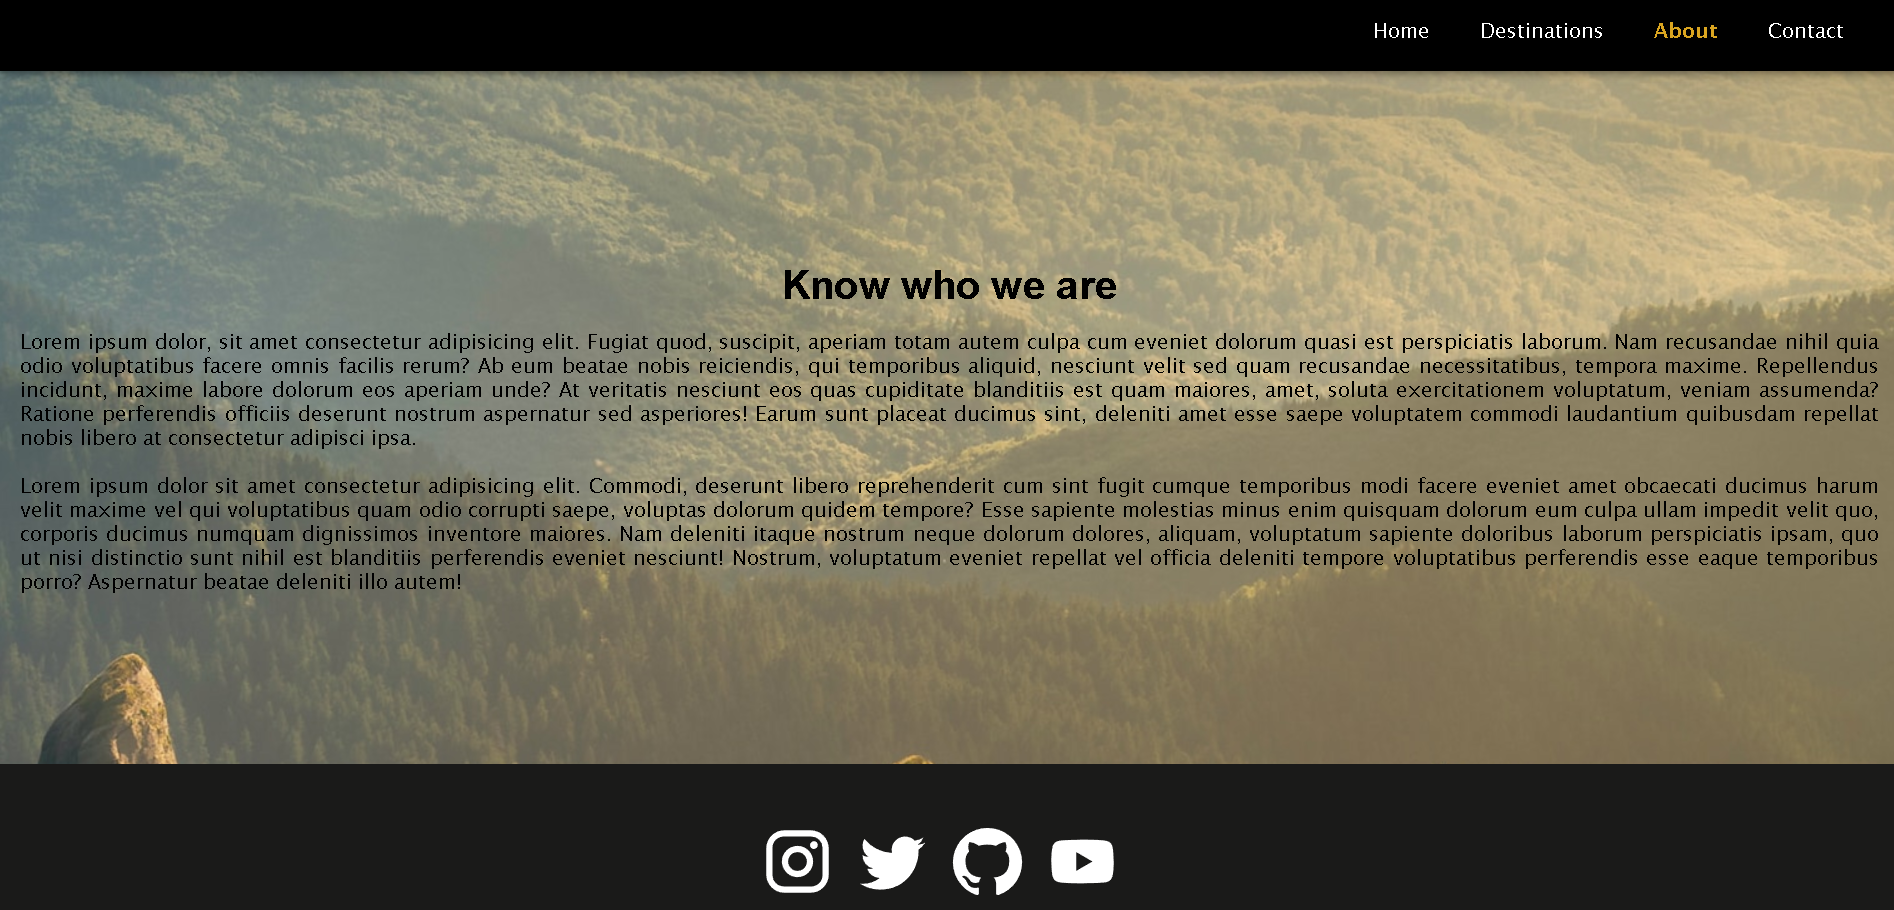 Home Destinations About Contact
Know who we are
Lorem ipsum dolor, sit amet consectetur adipisicing elit. Fugiat quod, suscipit, aperiam totam autem culpa cum eveniet dolorum quasi est perspiciatis laborum. Nam recusandae nihil quia
odio voluptatibus facere omnis facilis rerum? Ab eum beatae nobis reiciendis, qui temporibus aliquid, nesciunt velit sed quam recusandae necessitatibus, tempora maxime. Repellendus
incidunt, maxime labore dolorum eos aperiam unde? At veritatis nesciunt eos quas cupiditate blanditiis est quam maiores, amet, soluta exercitationem voluptatum, veniam assumenda?
Ratione perferendis officiis deserunt nostrum aspernatur sed asperiores! Earum sunt placeat ducimus sint, deleniti amet esse saepe voluptatem commodi laudantium quibusdam repellat
nobis libero at consectetur adipisci ipsa.
Lorem ipsum dolor sit amet consectetur adipisicing elit. Commodi, deserunt libero reprehenderit cum sint fugit cumque temporibus modi facere eveniet amet obcaecati ducimus harum
velit maxime vel qui voluptatibus quam odio corrupti saepe, voluptas dolorum quidem tempore? Esse sapiente molestias minus enim quisquam dolorum eum culpa ullam impedit velit quo,
corporis ducimus numquam dignissimos inventore maiores. Nam deleniti itaque nostrum neque dolorum dolores, aliquam, voluptatum sapiente doloribus laborum perspiciatis ipsam, quo
ut nisi distinctio sunt nihil est blanditiis perferendis eveniet nesciunt! Nostrum, voluptatum eveniet repellat vel officia deleniti tempore voluptatibus perferendis esse eaque temporibus
porro? Aspernatur beatae deleniti illo autem!